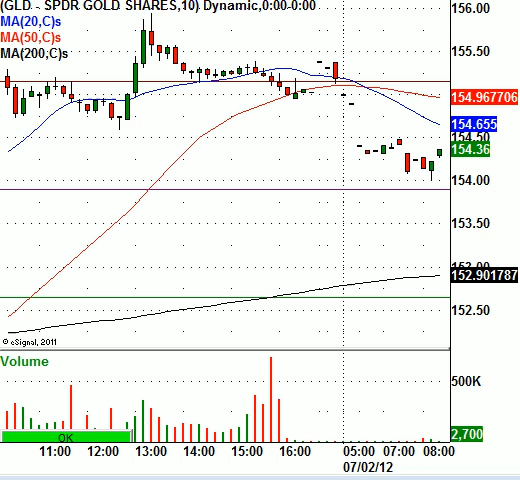 (GLD - SPDR GOLD SHARES,10) Dynamic,0:00-0:00
MA(20,C)s
MA(50,C)s
MA(200,C)s
156.00
155.50
154.967706
154.655
154.50
154.36
154.00
153.50
153.00
152.901787
152.50
© eSignal, 2011
Volume
500K
2,700
OK
11:00 12:00 13:00 14:00 15:00 16:00 05:00 07:00 08:00
07/02/12